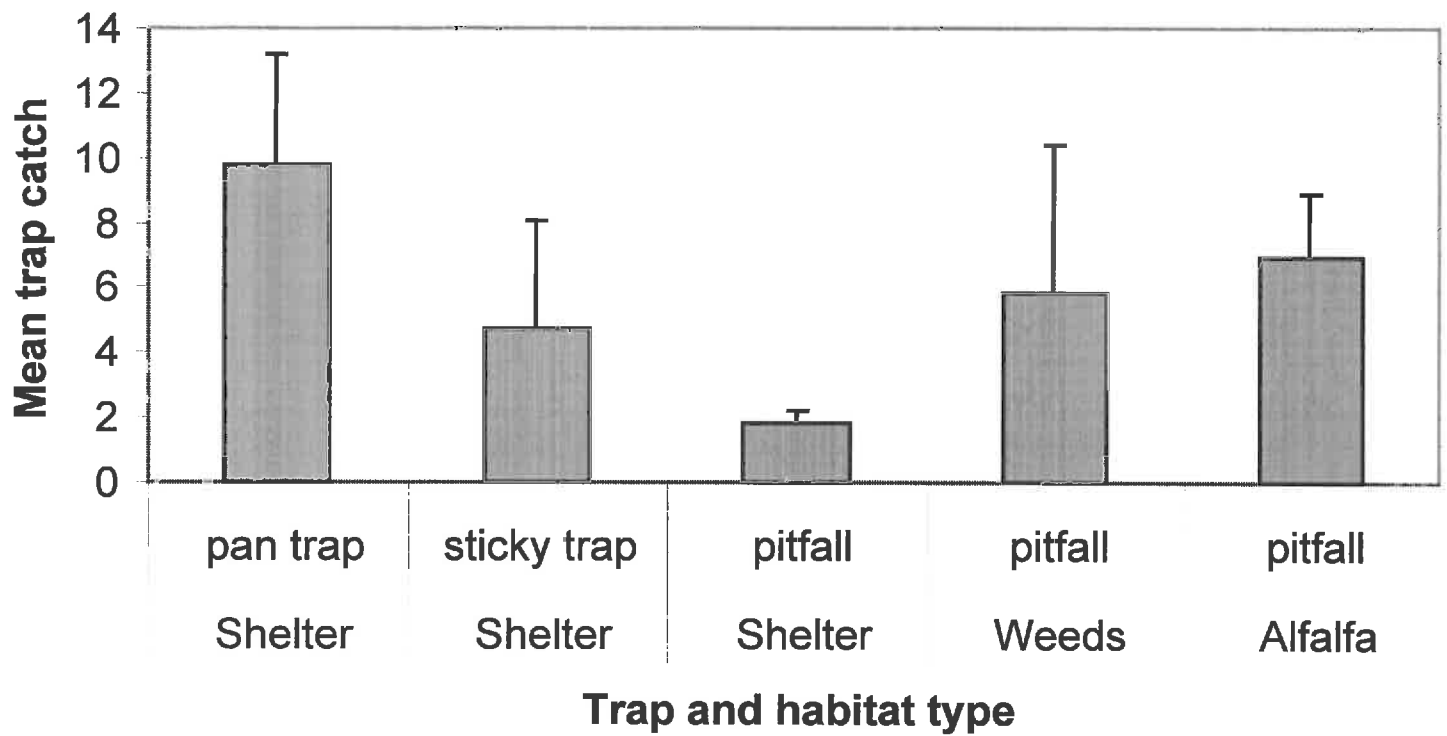 Mean trap catch
14
12
10
8
6
4
2
0
pan trap sticky trap pitfall pitfall pitfall
Shelter Shelter Shelter Weeds Alfalfa
Trap and habitat type